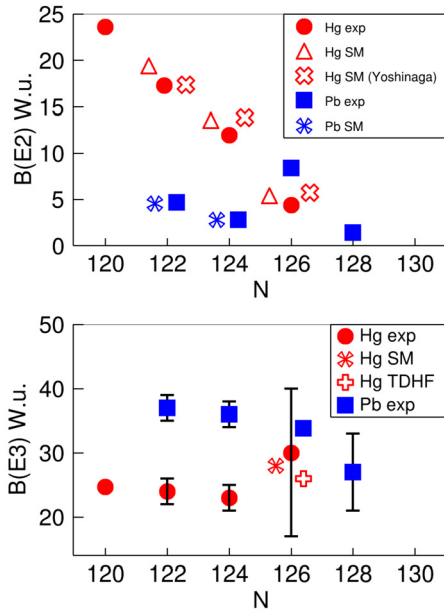 25
20
15
10
5
0
B(E2) W.u.
Hg exp
Hg SM
Hg SM (Yoshinaga)
Pb exp
Pb SM
120 122 124 126 128 130
N
50
40
30
20
B(E3) W.u.
Hg exp
Hg SM
Hg TDHF
Pb exp
120 122 124 126 128 130
N